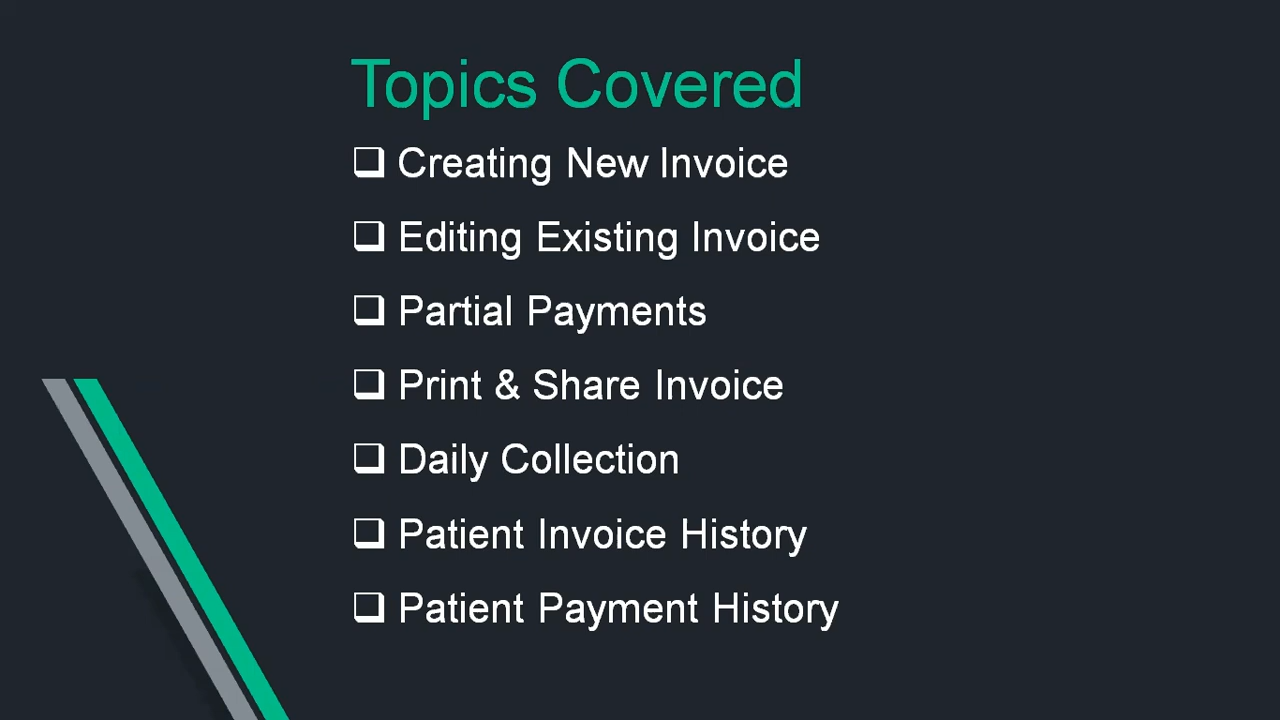 Topics Covered
❑ Creating New Invoice
❑ Editing Existing Invoice
❑ Partial Payments
❑ Print & Share Invoice
❑ Daily Collection
❑ Patient Invoice History
❑ Patient Payment History